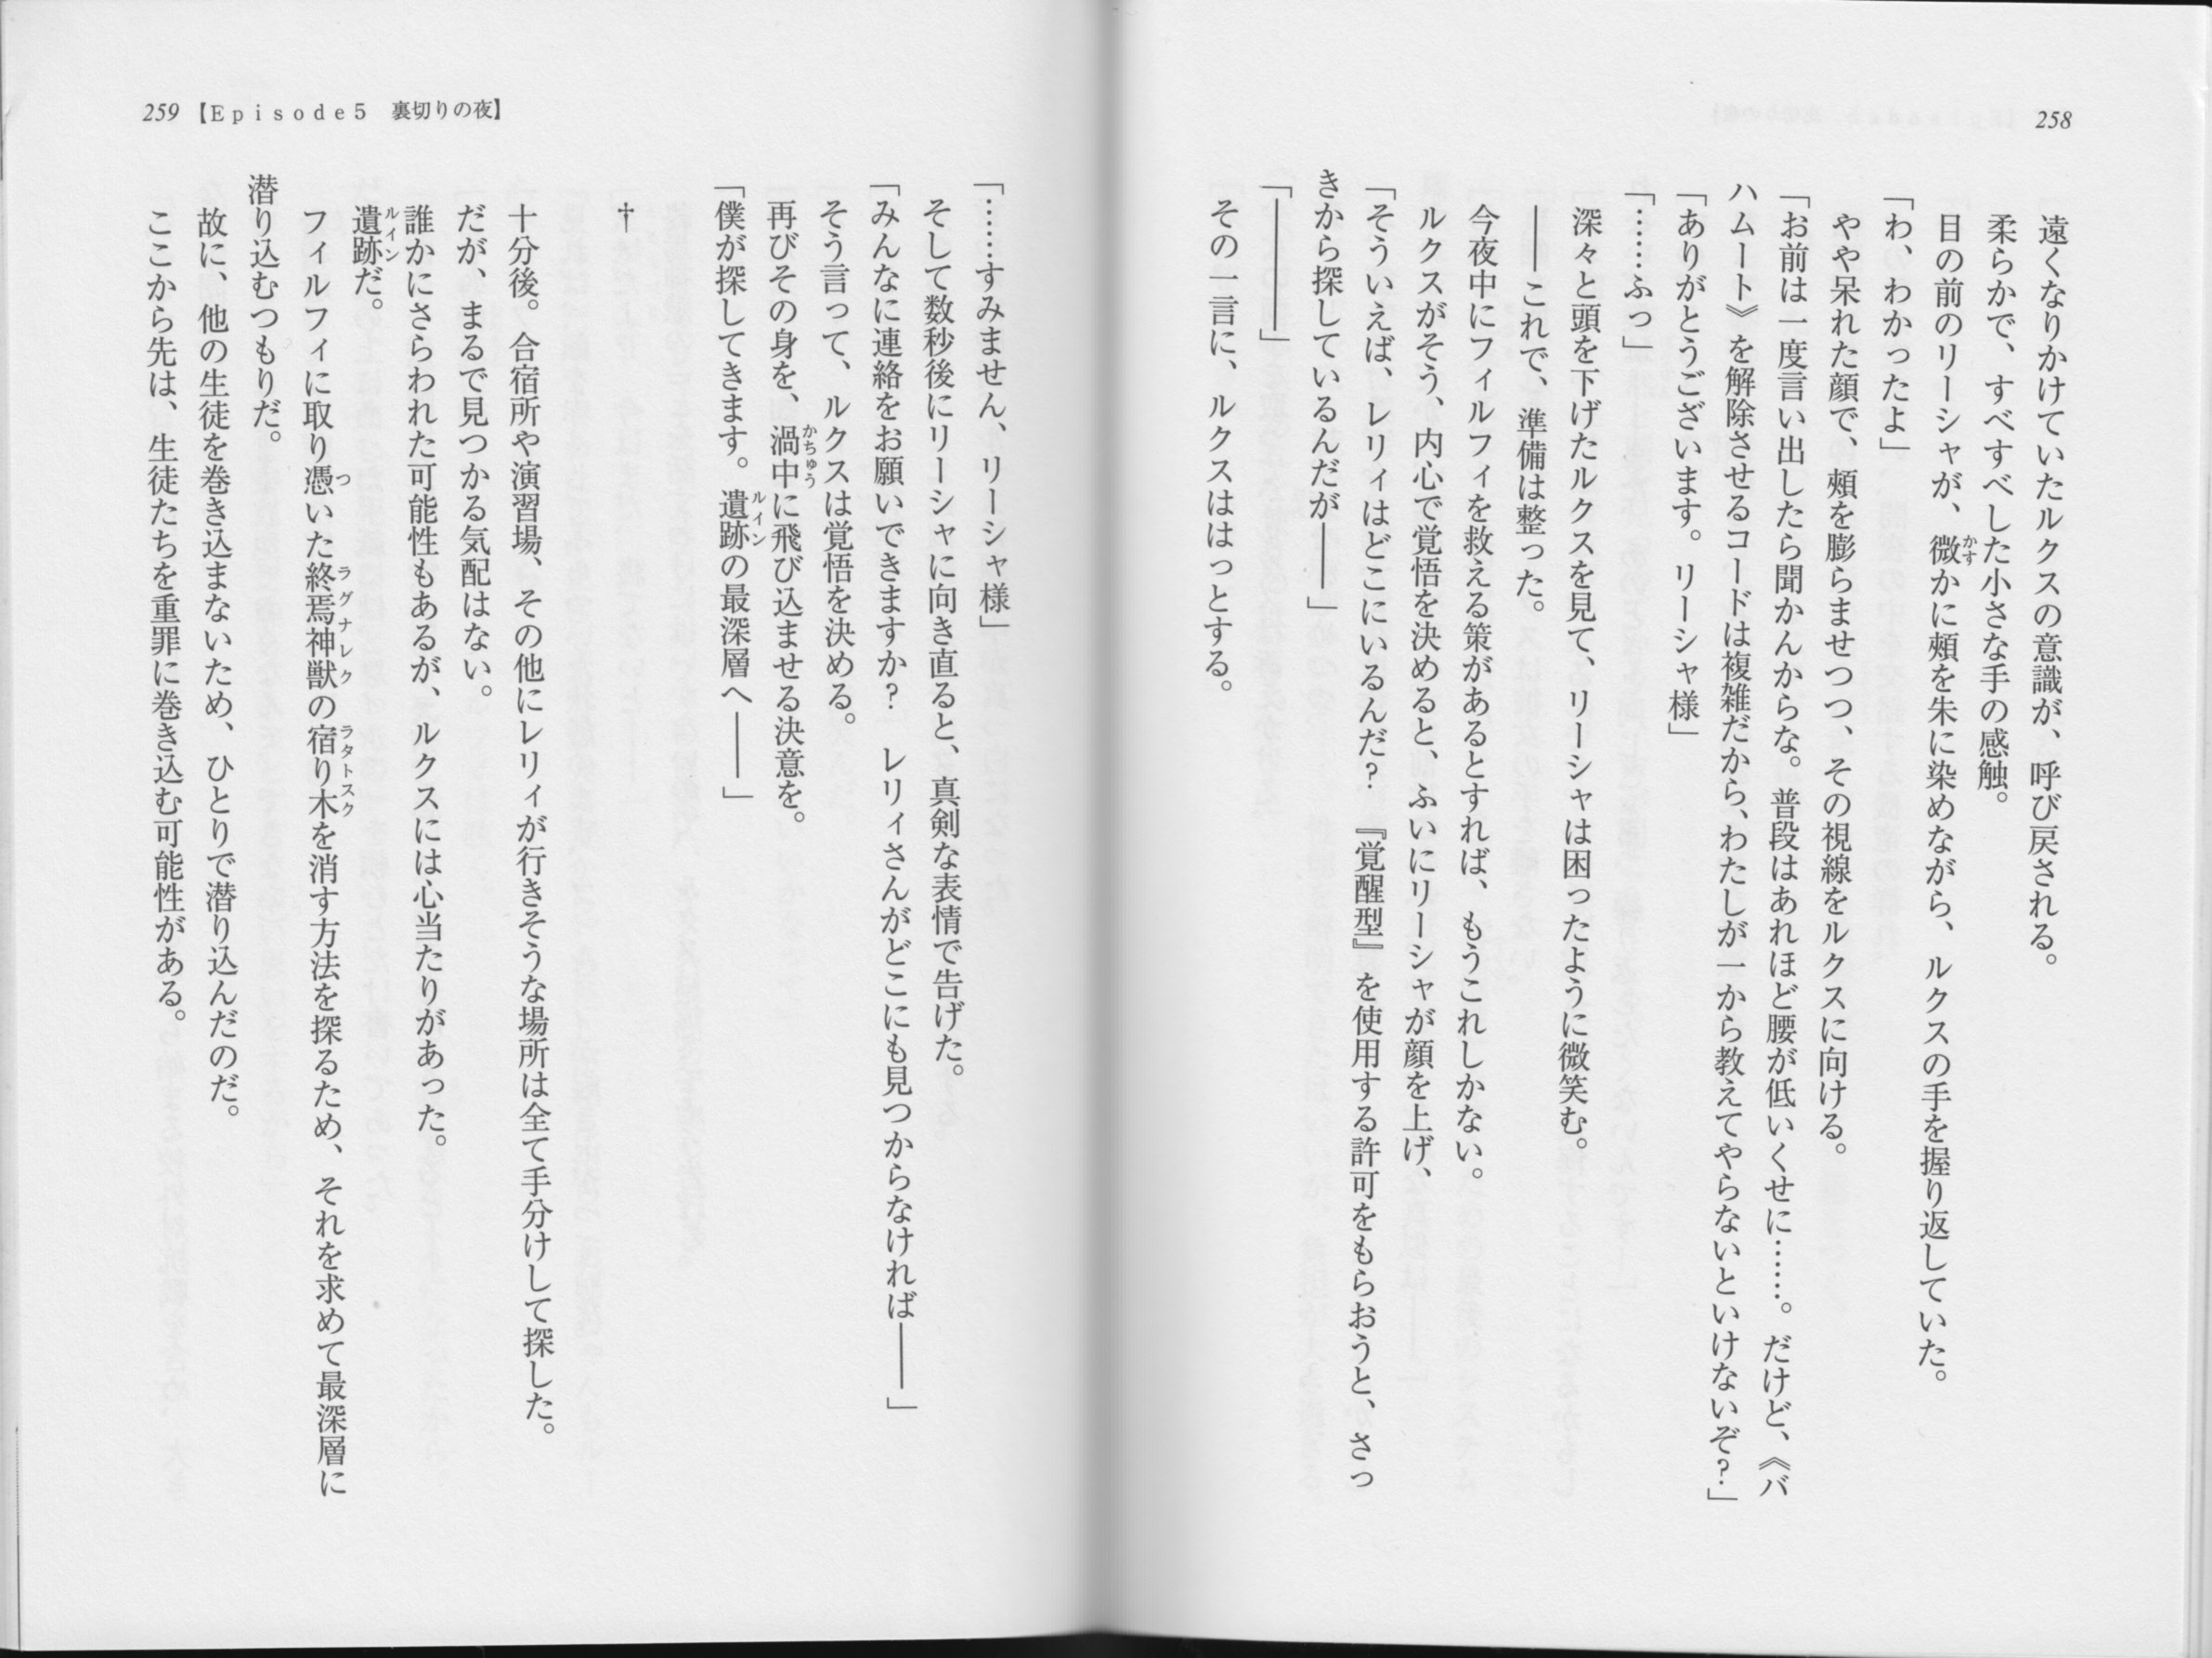 258
遠くなりかけていたルクスの意識が、呼び戻される。
柔らかで、すべすべした小さな手の感触。
目の前のリーシャが、微かに頰を朱に染めながら、ルクスの手を握り返していた。
「わ、わかったよ」
やや呆れた顔で、頰を膨らませつつ、その視線をルクスに向ける。
「お前は一度言い出したら聞かんからな。普段はあれほど腰が低いくせに……。だけど、《バ
ハムート》を解除させるコードは複雑だから、わたしが一から教えてやらないといけないぞ?」
「ありがとうございます。リーシャ様」
「……ふっ」
深々と頭を下げたルクスを見て、リーシャは困ったように微笑む。
――これで、準備は整った。
今夜中にフィルフィを救える策があるとすれば、もうこれしかない。
ルクスがそう、内心で覚悟を決めると、ふいにリーシャが顔を上げ、
「そういえば、レリィはどこにいるんだ? 『覚醒型』を使用する許可をもらおうと、さっ
きから探しているんだが――」
「――――」
その一言に、ルクスははっとする。
259【Episode5 裏切りの夜】
「……すみません、リーシャ様」
そして数秒後にリーシャに向き直ると、真剣な表情で告げた。
「みんなに連絡をお願いできますか? レリィさんがどこにも見つからなければ――」
そう言って、ルクスは覚悟を決める。
再びその身を、渦中に飛び込ませる決意を。
「僕が探してきます。遺跡の最深層へ――」
†
十分後。合宿所や演習場、その他にレリィが行きそうな場所は全て手分けして探した。
だが、まるで見つかる気配はない。
誰かにさらわれた可能性もあるが、ルクスには心当たりがあった。
遺跡だ。
フィルフィに取り憑いた終焉神獣の宿り木を消す方法を探るため、それを求めて最深層に
潜り込むつもりだ。
故に、他の生徒を巻き込まないため、ひとりで潜り込んだのだ。
ここから先は、生徒たちを重罪に巻き込む可能性がある。